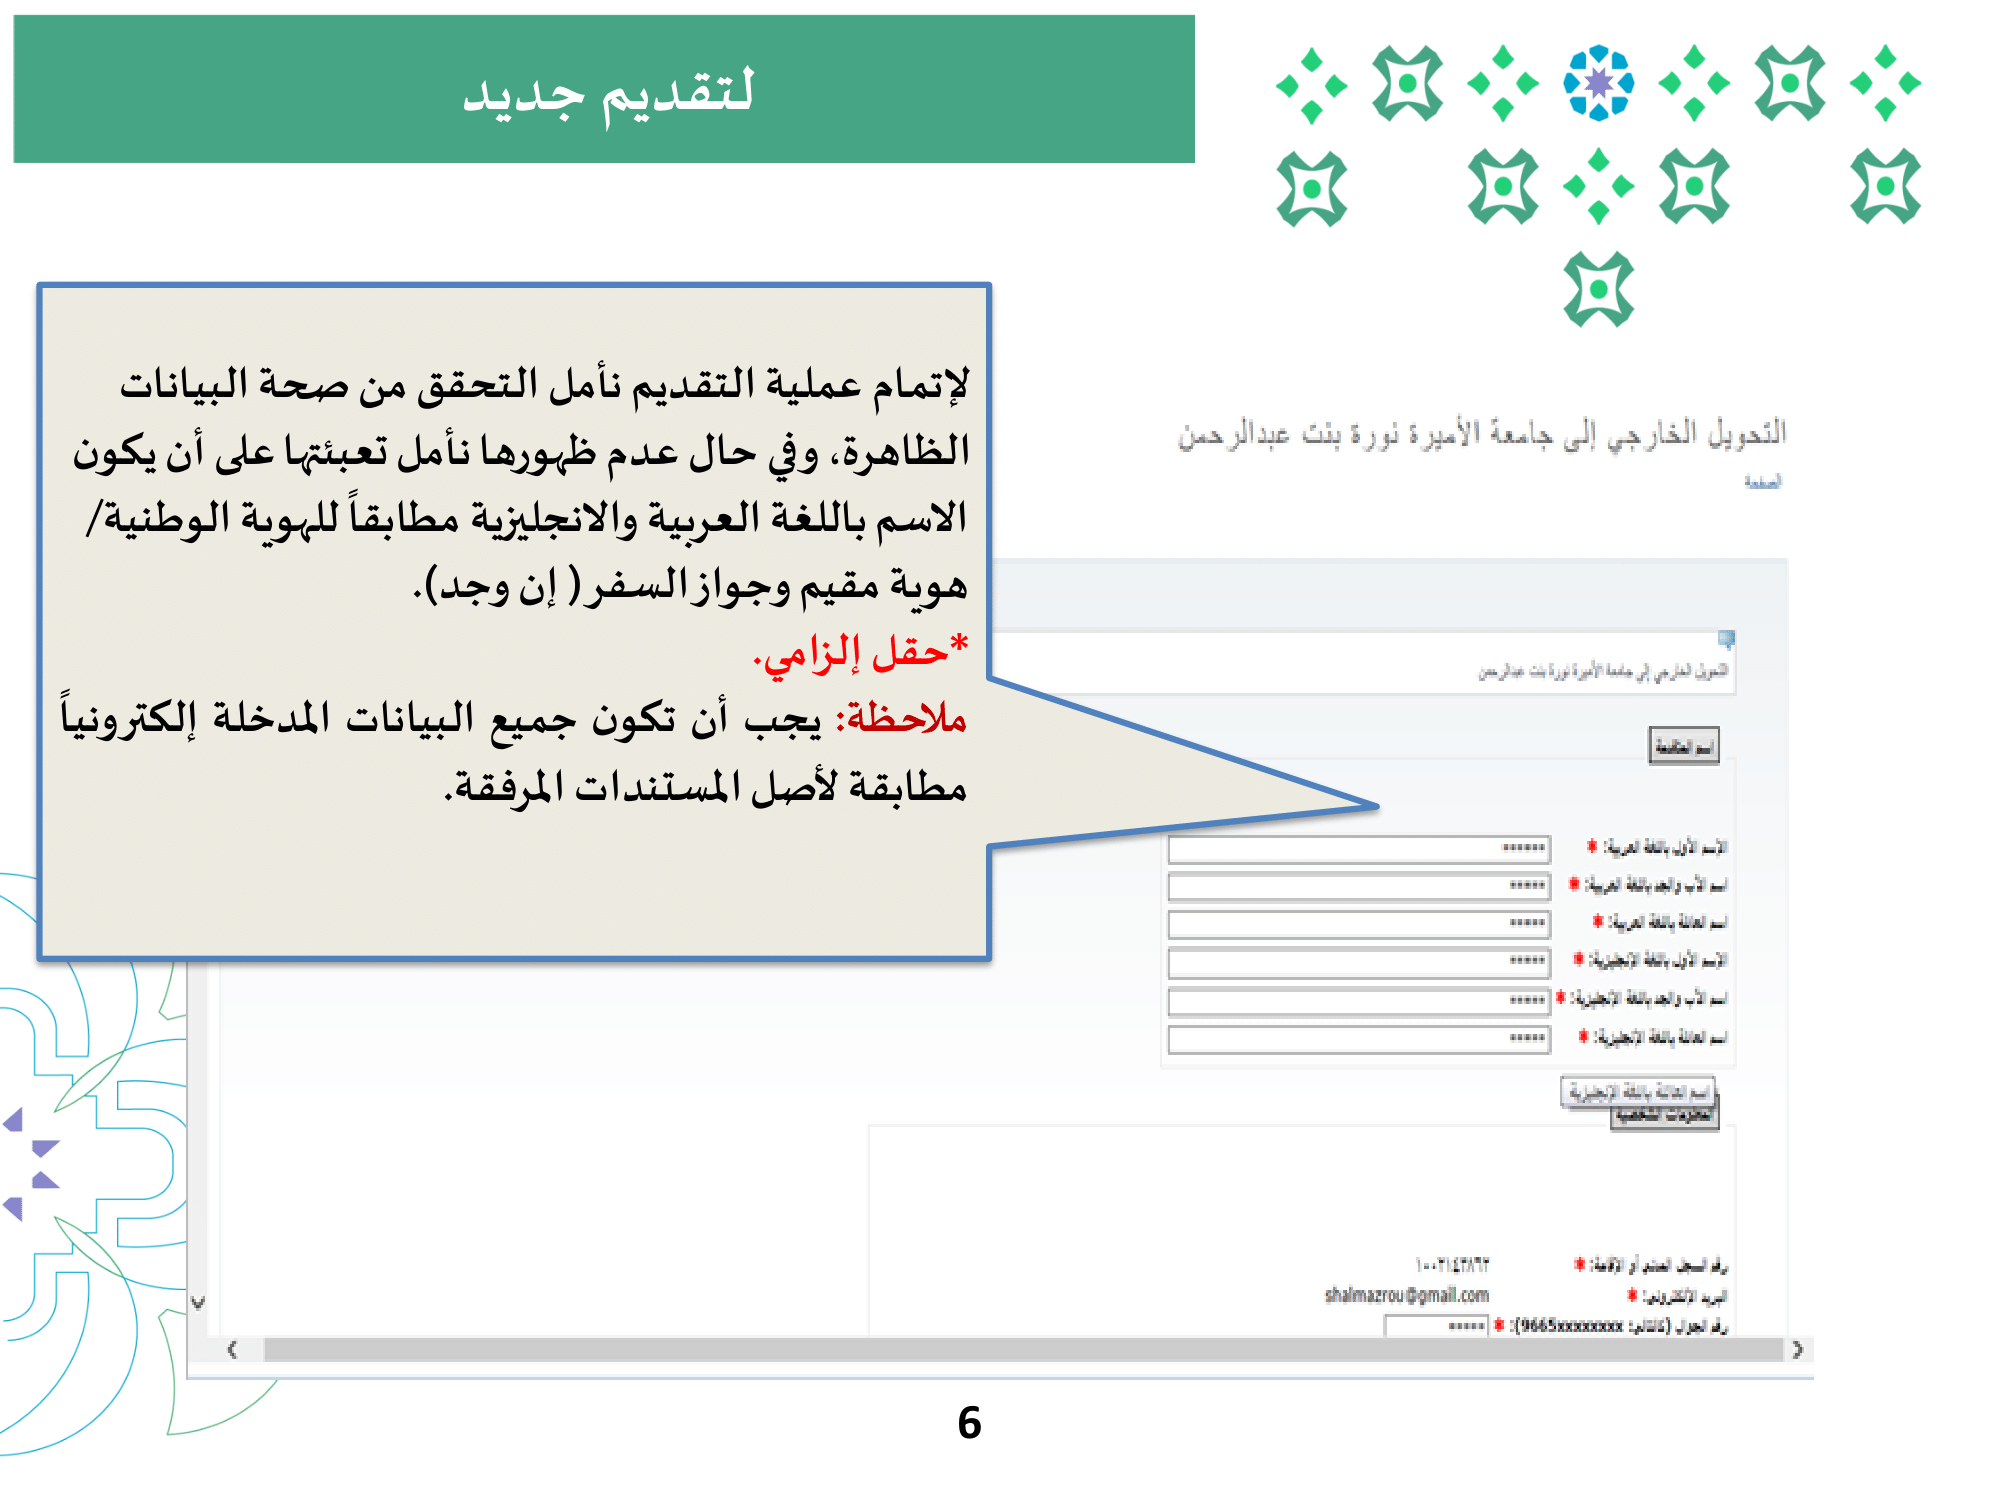 لتقديم جديد
لإتمام عملية التقديم نأمل التحقق من صحة البيانات
الظاهرة، وفي حال عدم ظهورها نأمل تعبئتها على أن يكون
الاسم باللغة العربية والانجليزية مطابقاً للهوية الوطنية/
هوية مقيم وجواز السفر( إن وجد).
*حقل إلزامي.
ملاحظة: يجب أن تكون جميع البيانات المدخلة إلكترونياً
مطابقة لأصل المستندات المرفقة.
التحويل الخارجي إلى جامعة الأميرة نورة بنت عبدالرحمن
الصفحة
التحويل الخارجي إلى جامعة الأميرة نورة بنت عبدالرحمن
اسم المتقدمة
الإسم الأول باللغة العربية: * ******
اسم الأب والجد باللغة العربية: * *****
اسم العائلة باللغة العربية: * *****
الإسم الأول باللغة الإنجليزية: * *****
اسم الأب والجد باللغة الإنجليزية: * *****
اسم العائلة باللغة الإنجليزية: * *****
اسم العائلة باللغة الإنجليزية
المعلومات الشخصية
رقم السجل المدني أو الإقامة: *
البريد الإلكتروني: * shalmazrou@gmail.com
رقم الجوال (كالتالي: 9665xxxxxxxx): * *****
6